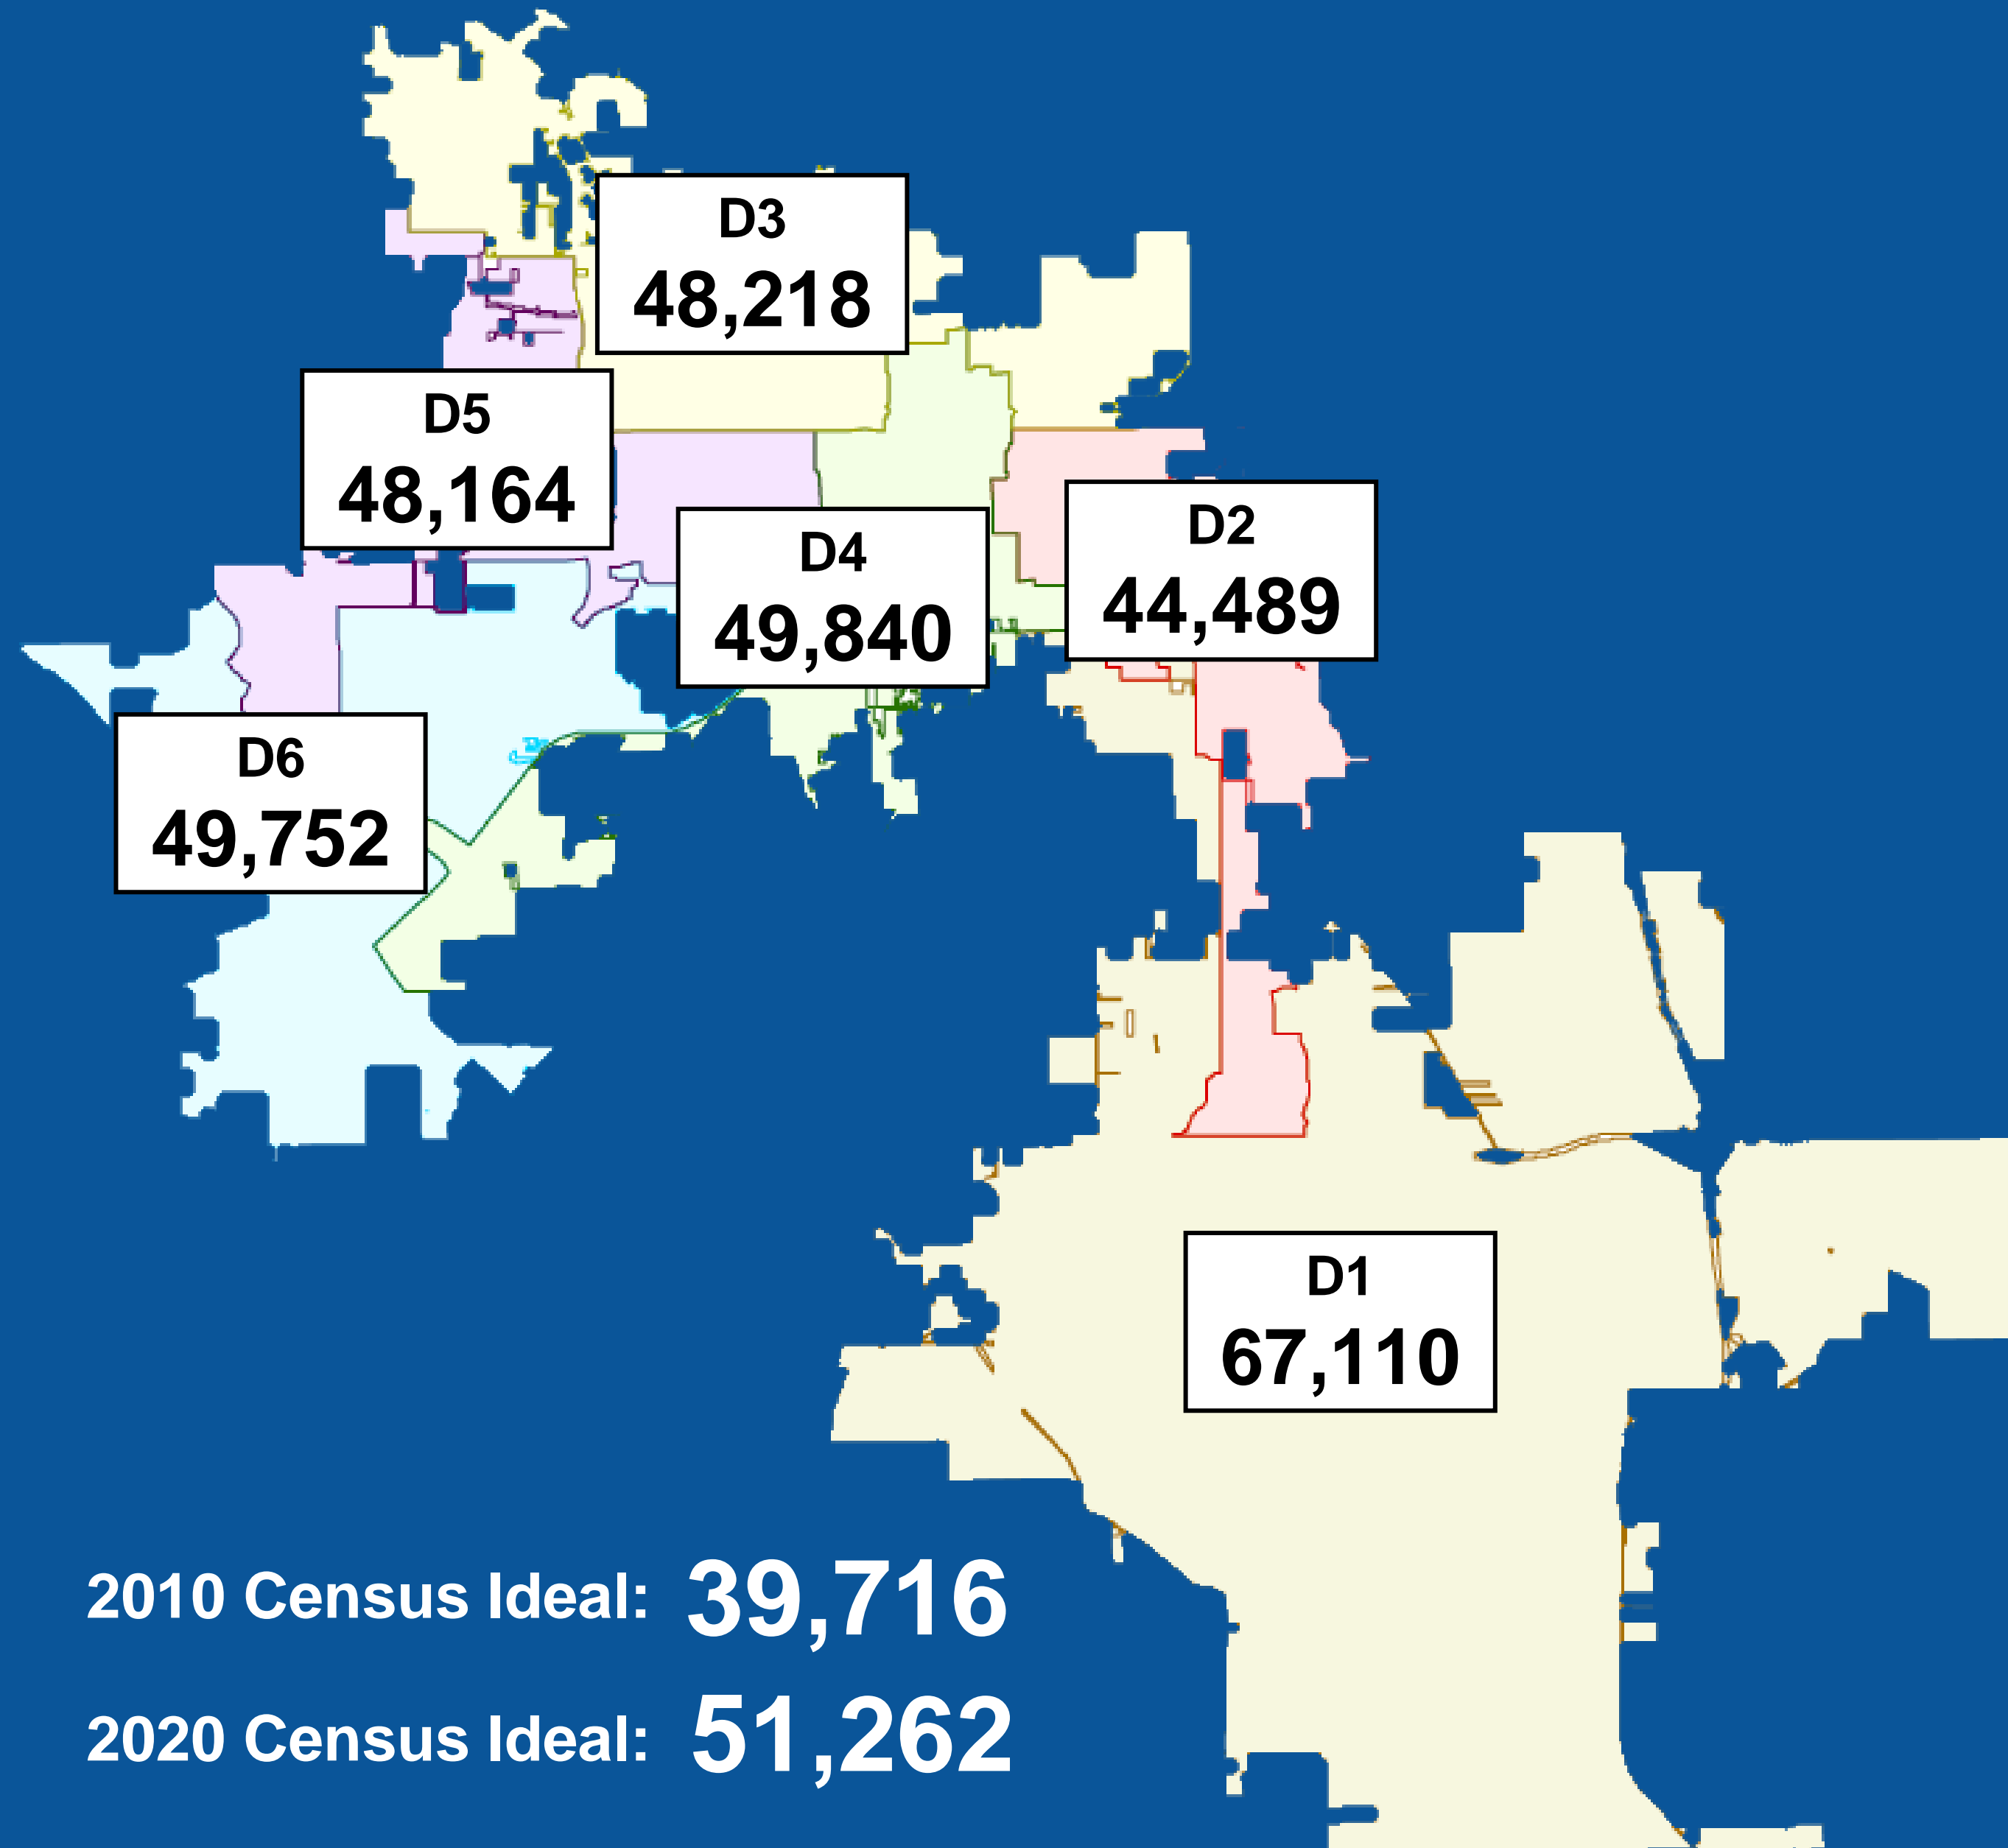 D3
48,218
D5
48,164
D2
44,489
D4
49,840
D6
49,752
D1
67,110
2010 Census Ideal: 39,716
2020 Census Ideal: 51,262